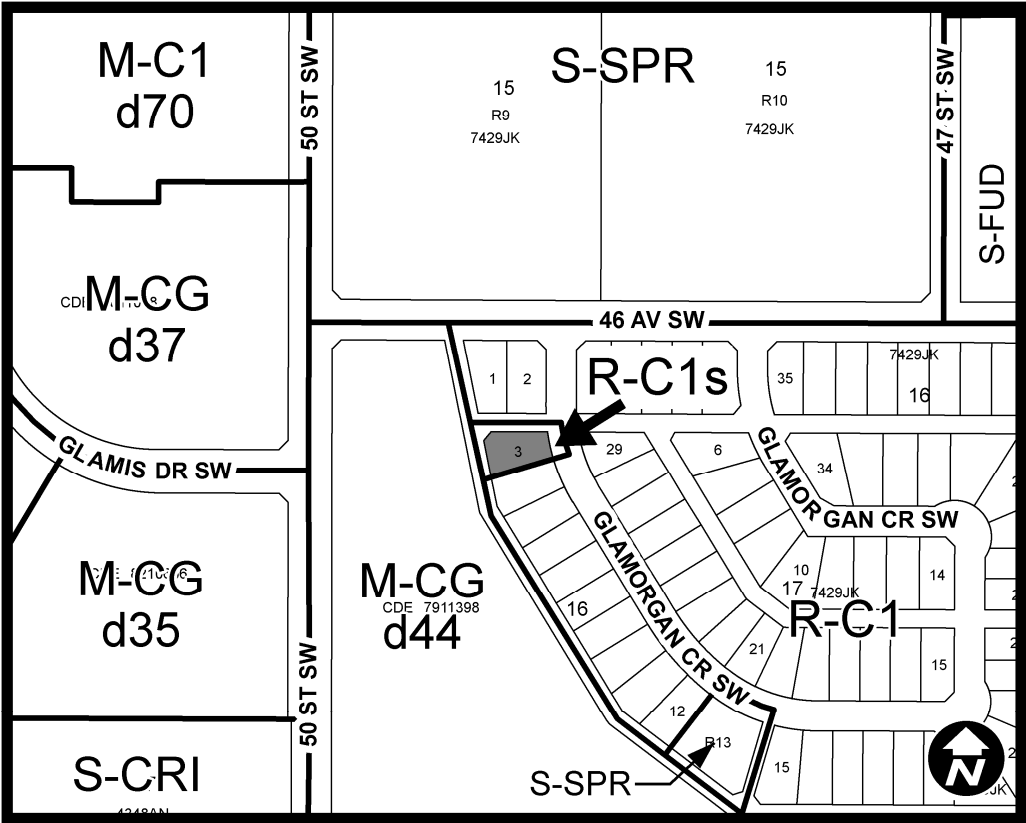 M-C1
d70
50 ST SW
S-SPR
15
R9
7429JK
15
R10
7429JK
47 ST SW
S-FUD
M-CG
d37
46 AV SW
7429JK
16
35
1
2
R-C1s
3
29
6
34
GLAMIS DR SW
GLAMORGAN CR SW
GLAMORGAN CR SW
M-CG
d35
M-CG
CDE 7911398
d44
16
10
17
7429JK
R-C1
14
21
15
12
R13
15
50 ST SW
S-CRI
4348AN
S-SPR
N